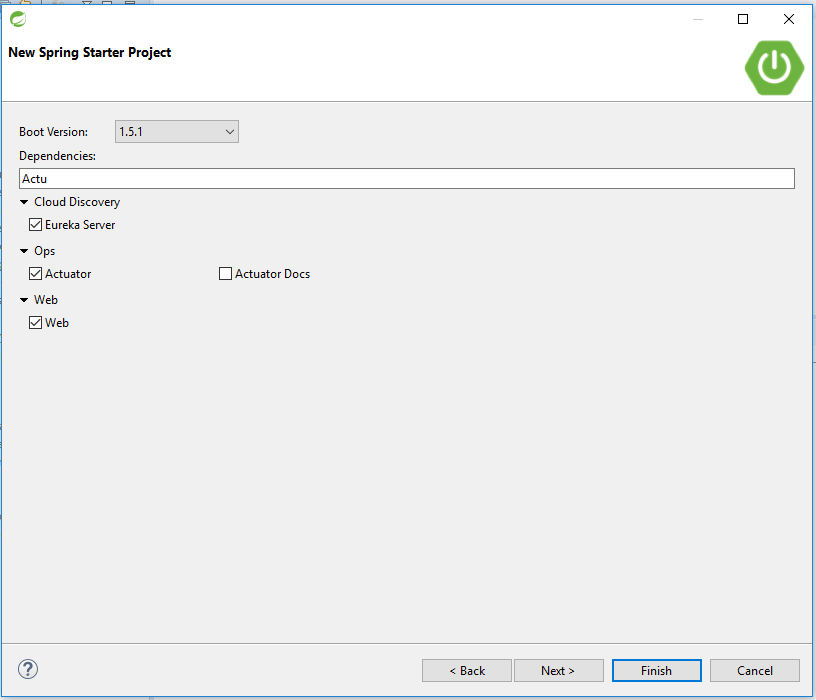 New Spring Starter Project
Boot Version: 1.5.1
Dependencies:
Actu
Cloud Discovery
Eureka Server
Ops
Actuator Actuator Docs
Web
Web
? < Back Next > Finish Cancel